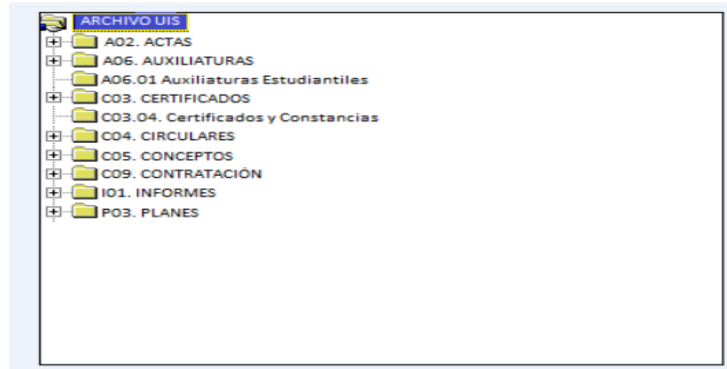 ARCHIVO UIS
A02. ACTAS
A06. AUXILIATURAS
A06.01 Auxiliaturas Estudiantiles
C03. CERTIFICADOS
C03.04. Certificados y Constancias
C04. CIRCULARES
C05. CONCEPTOS
C09. CONTRATACIÓN
I01. INFORMES
P03. PLANES